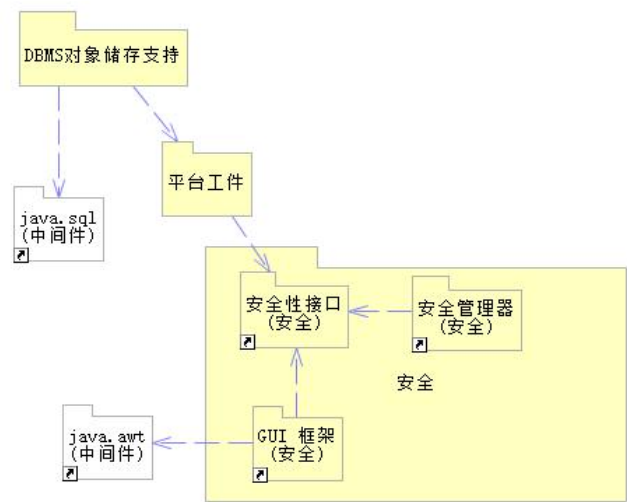 DBMS对象储存支持
平台工件
java.sql
(中间件)
安全性接口
(安全)
安全管理器
(安全)
安全
java.awt
(中间件)
GUI 框架
(安全)